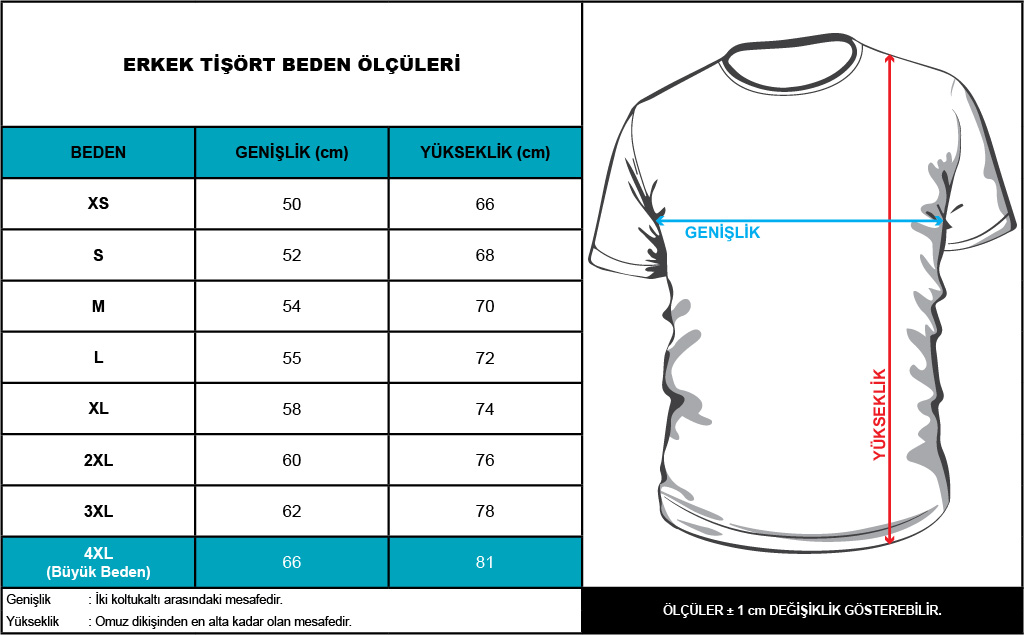 ERKEK TİŞÖRT BEDEN ÖLÇÜLERİ
BEDEN GENİŞLİK (cm) YÜKSEKLİK (cm)
XS 50 66
S 52 68
M 54 70
L 55 72
XL 58 74
2XL 60 76
3XL 62 78
4XL
(Büyük Beden) 66 81
Genişlik : İki koltukaltı arasındaki mesafedir.
Yükseklik : Omuz dikişinden en alta kadar olan mesafedir.
GENİŞLİK
YÜKSEKLİK
ÖLÇÜLER ± 1 cm DEĞİŞİKLİK GÖSTEREBİLİR.